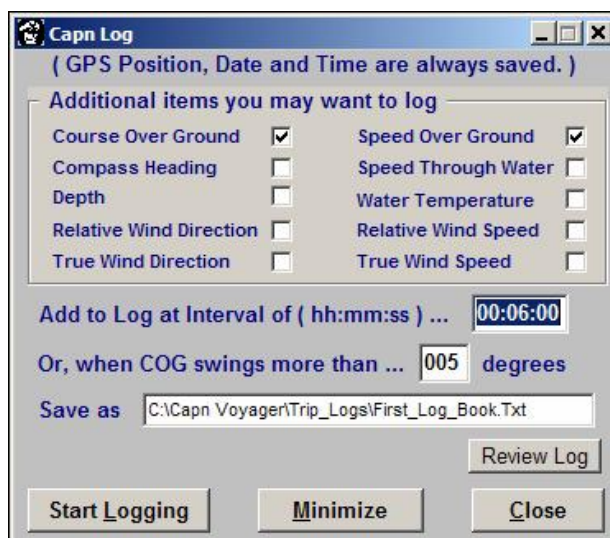 Capn Log
( GPS Position, Date and Time are always saved. )
Additional items you may want to log
Course Over Ground Speed Over Ground
Compass Heading Speed Through Water
Depth Water Temperature
Relative Wind Direction Relative Wind Speed
True Wind Direction True Wind Speed
Add to Log at Interval of ( hh:mm:ss ) ... 00:06:00
Or, when COG swings more than ... 005 degrees
Save as C:\Capn Voyager\Trip_Logs\First_Log_Book.Txt
Review Log
Start Logging Minimize Close